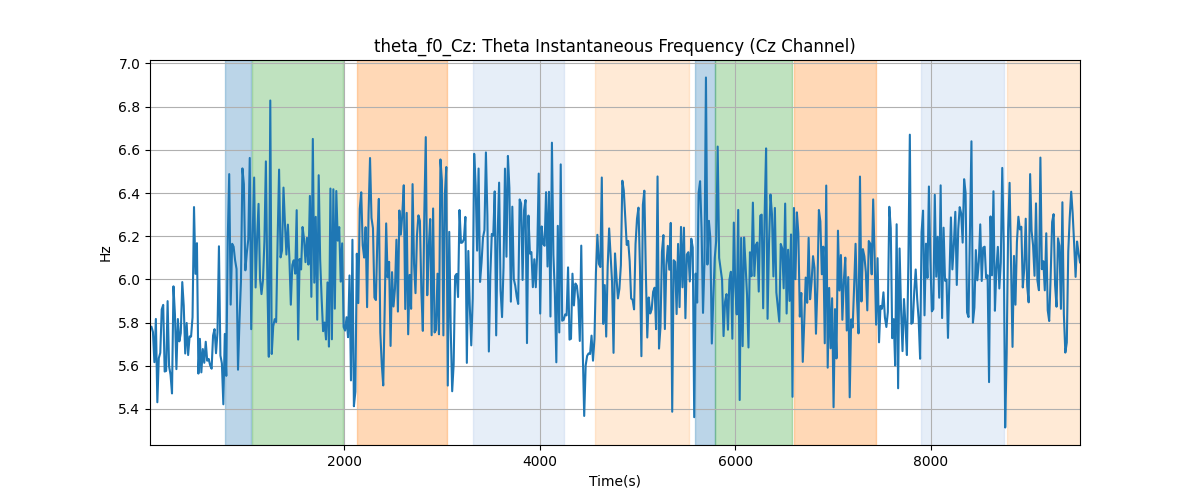 theta_f0_Cz: Theta Instantaneous Frequency (Cz Channel)
7.0
6.8
6.6
6.4
6.2
6.0
5.8
5.6
5.4
Hz
2000 4000 6000 8000
Time(s)